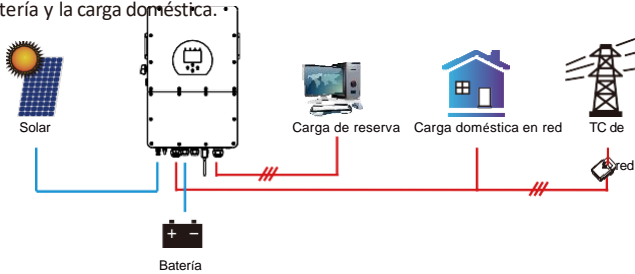 tería y la carga doméstica.
Solar
Carga de reserva
Carga doméstica en red
TC de
red
+ −
Batería